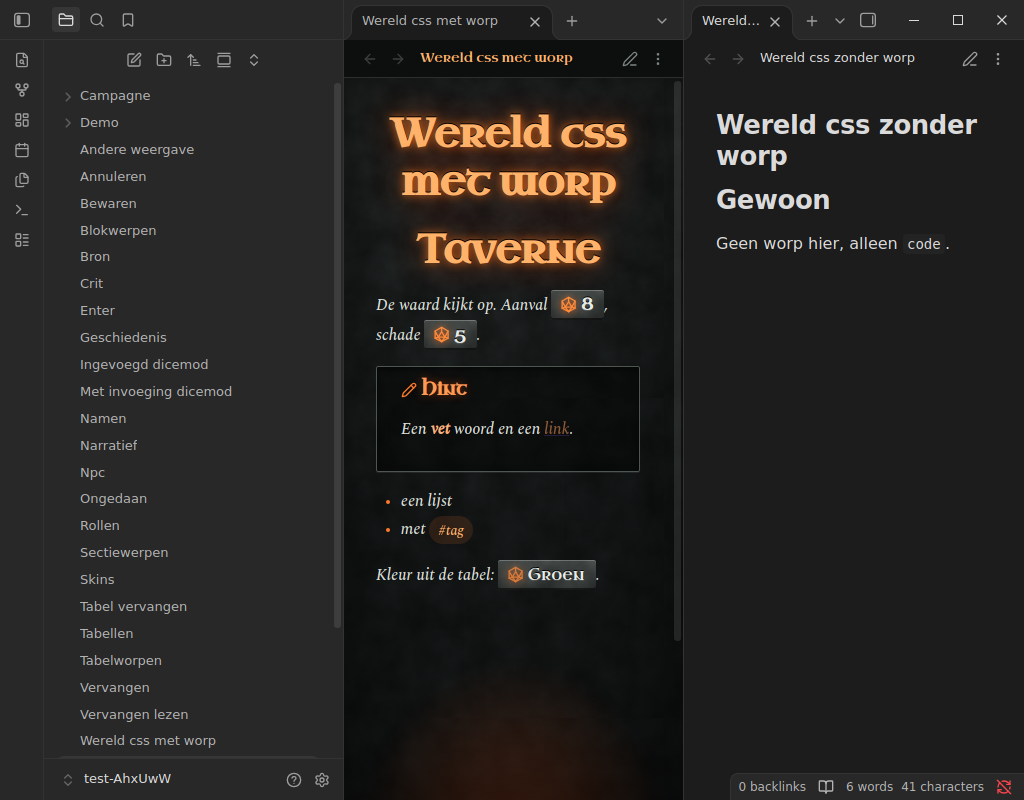 Campagne
Demo
Andere weergave
Annuleren
Bewaren
Blokwerpen
Bron
Crit
Enter
Geschiedenis
Ingevoegd dicemod
Met invoeging dicemod
Namen
Narratief
Npc
Ongedaan
Rollen
Sectiewerpen
Skins
Tabel vervangen
Tabellen
Tabelworpen
Vervangen
Vervangen lezen
Wereld css met worp
test-AhxUwW
Wereld css met worp
Wereld css met worp
Wereld css
met worp
Taverne
De waard kijkt op. Aanval 8,
schade 5.
Hint
Een vet woord en een link.
een lijst
met #tag
Kleur uit de tabel: Groen.
Wereld...
Wereld css zonder worp
Wereld css zonder
worp
Gewoon
Geen worp hier, alleen code.
0 backlinks 6 words 41 characters